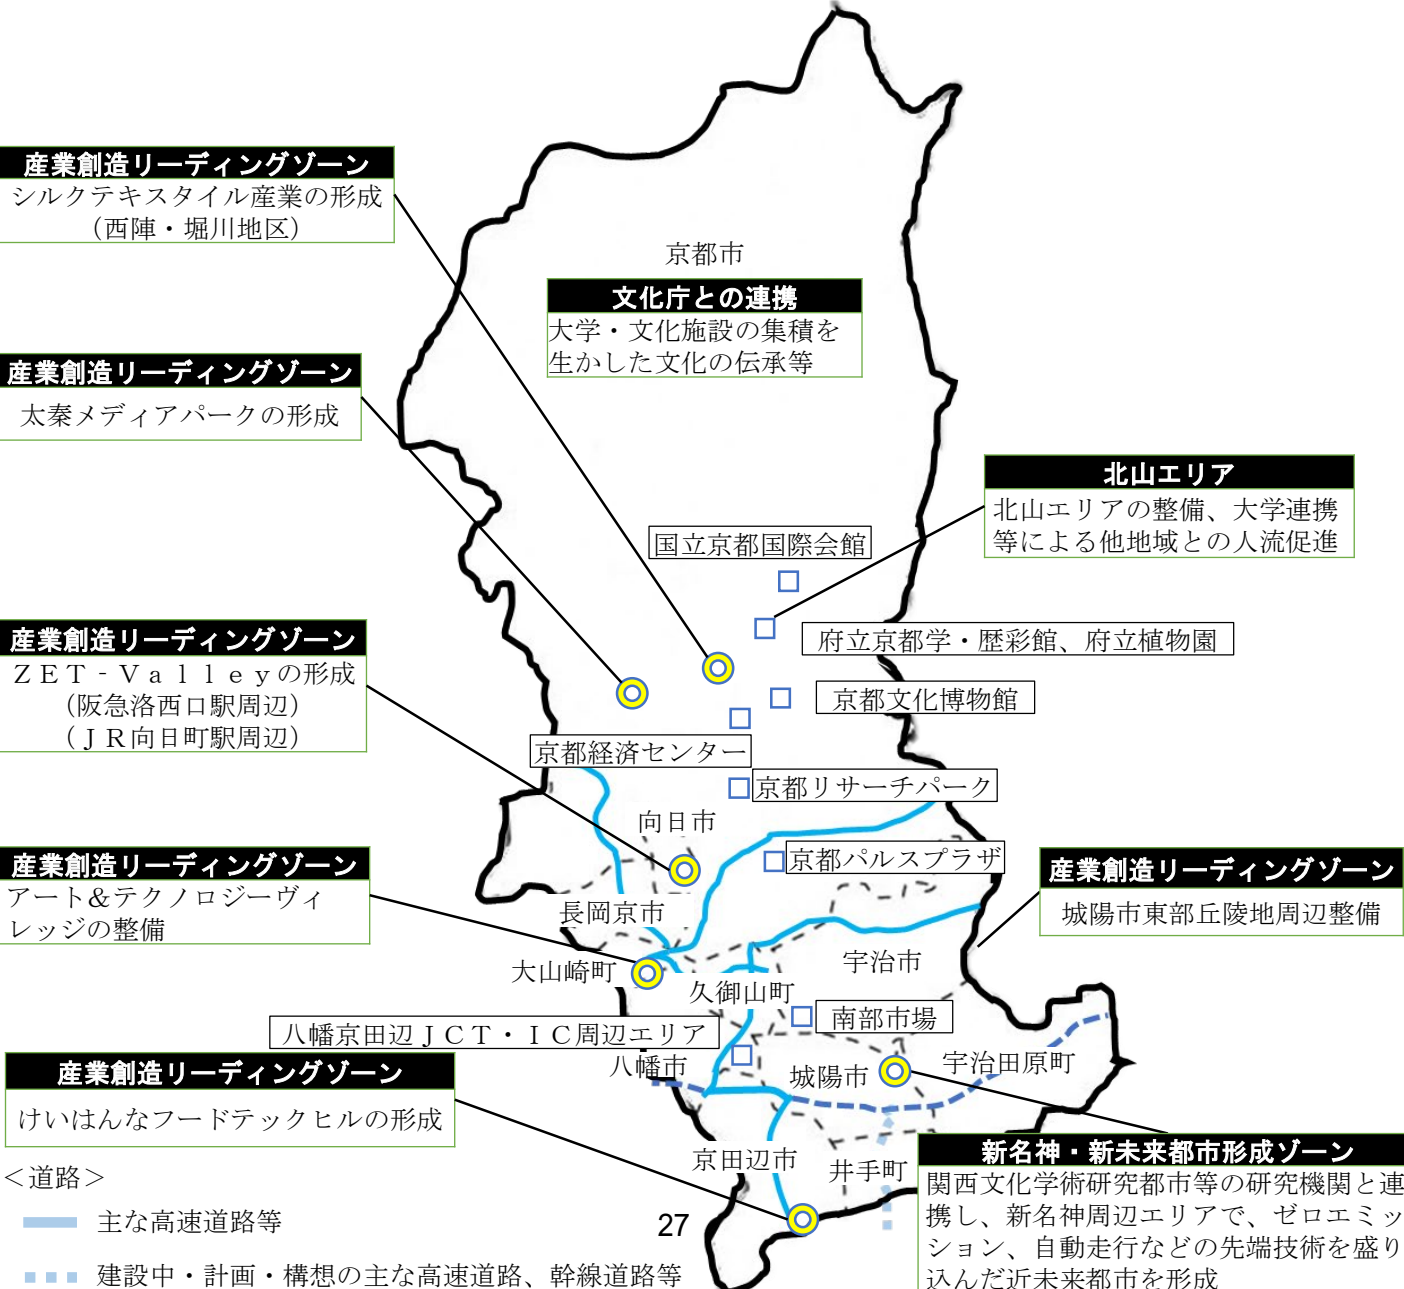 産業創造リーディングゾーン
シルクテキスタイル産業の形成
（西陣・堀川地区）
京都市
文化庁との連携
大学・文化施設の集積を
生かした文化の伝承等
産業創造リーディングゾーン
太秦メディアパークの形成
北山エリア
北山エリアの整備、大学連携
等による他地域との人流促進
国立京都国際会館
府立京都学・歴彩館、府立植物園
産業創造リーディングゾーン
ＺＥＴ‐Ｖａｌｌｅｙの形成
（阪急洛西口駅周辺）
（ＪＲ向日町駅周辺）
京都文化博物館
京都経済センター
京都リサーチパーク
向日市
京都パルスプラザ
産業創造リーディングゾーン
アート＆テクノロジーヴィ
レッジの整備
産業創造リーディングゾーン
城陽市東部丘陵地周辺整備
長岡京市
大山崎町
宇治市
久御山町
南部市場
八幡京田辺ＪＣＴ・ＩＣ周辺エリア
八幡市
城陽市
宇治田原町
産業創造リーディングゾーン
けいはんなフードテックヒルの形成
京田辺市
井手町
新名神・新未来都市形成ゾーン
関西文化学術研究都市等の研究機関と連
携し、新名神周辺エリアで、ゼロエミッ
ション、自動走行などの先端技術を盛り
込んだ近未来都市を形成
＜道路＞
主な高速道路等
建設中・計画・構想の主な高速道路、幹線道路等
27